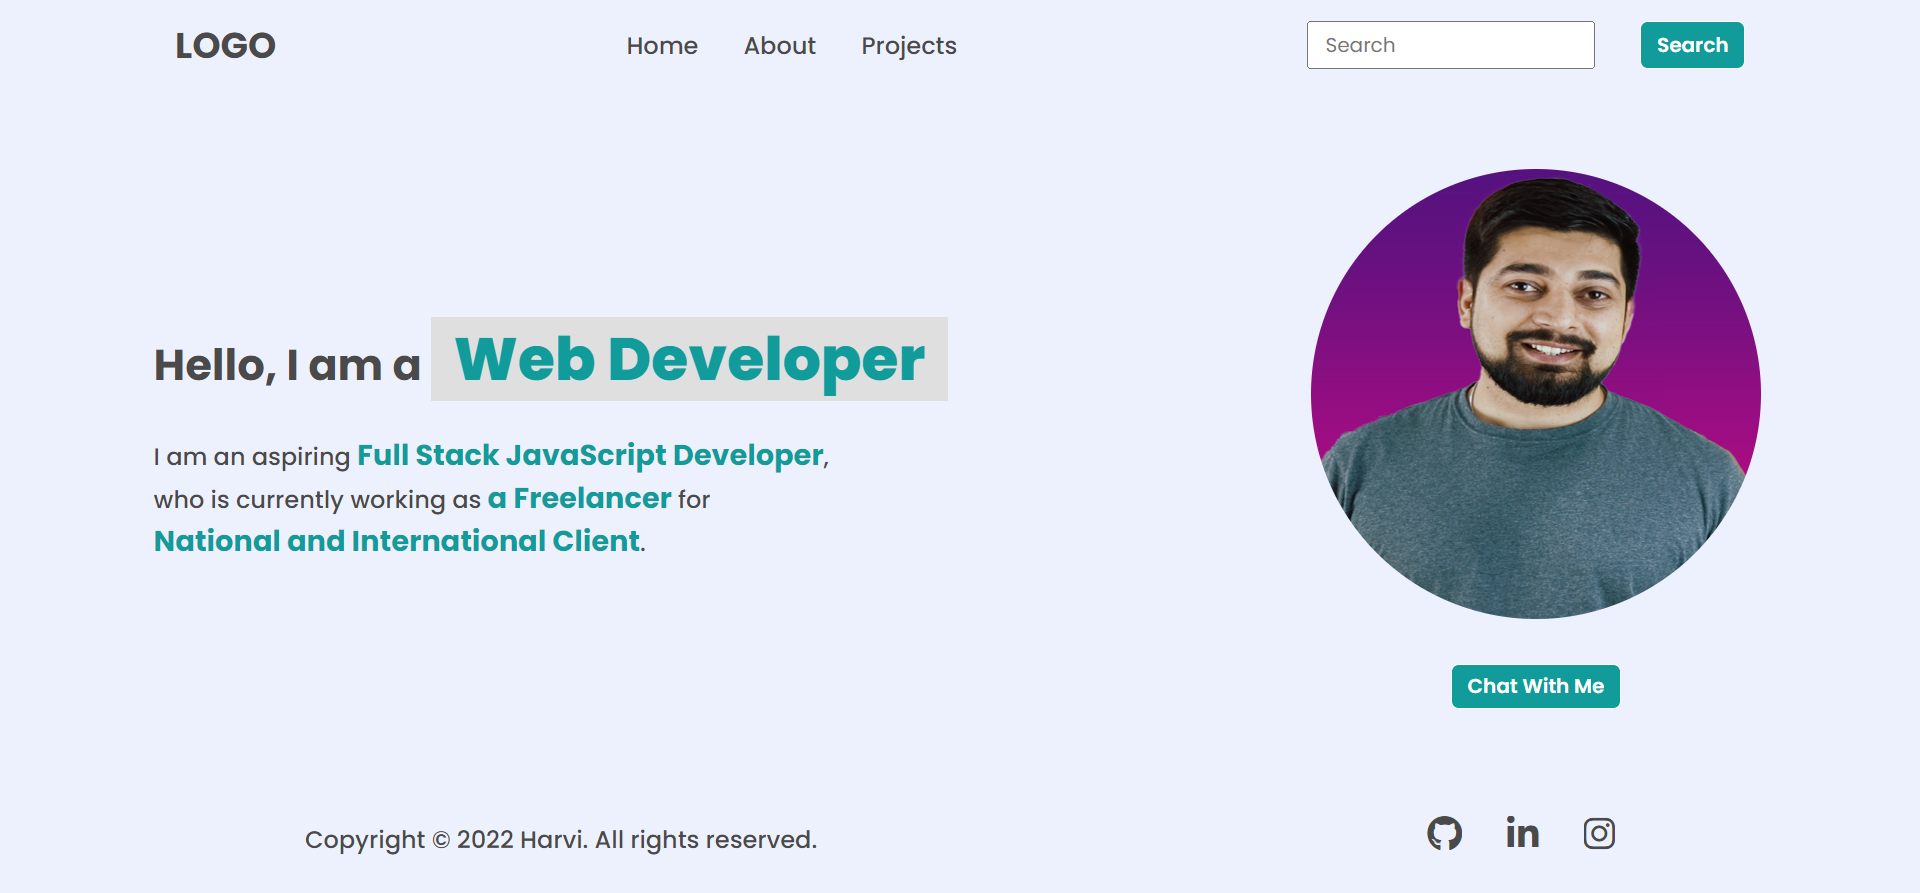 LOGO
Home About Projects
Search
Search
Hello, I am a Web Developer
I am an aspiring Full Stack JavaScript Developer,
who is currently working as a Freelancer for
National and International Client.
Chat With Me
Copyright © 2022 Harvi. All rights reserved.
in